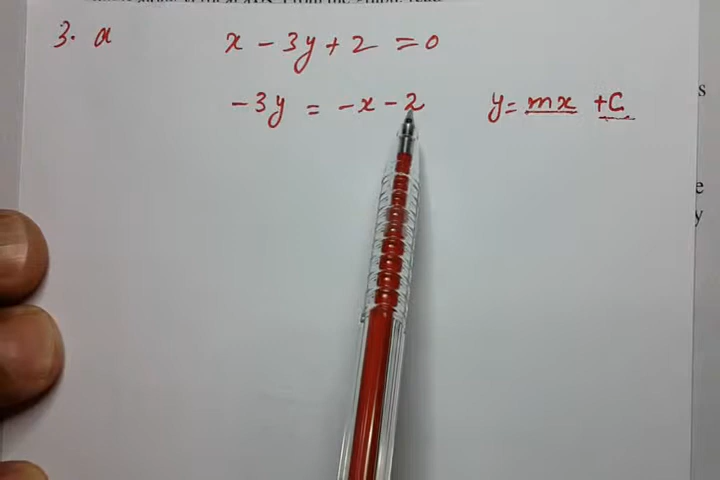 3. a x - 3y + 2 = 0
-3y = -x - 2 y = mx + c
s
e
y